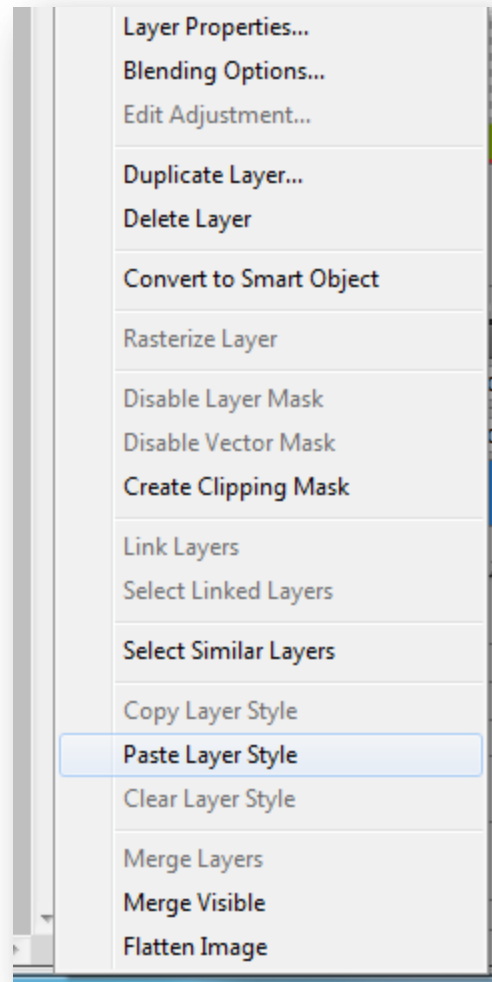 Layer Properties...
Blending Options...
Edit Adjustment...
Duplicate Layer...
Delete Layer
Convert to Smart Object
Rasterize Layer
Disable Layer Mask
Disable Vector Mask
Create Clipping Mask
Link Layers
Select Linked Layers
Select Similar Layers
Copy Layer Style
Paste Layer Style
Clear Layer Style
Merge Layers
Merge Visible
Flatten Image